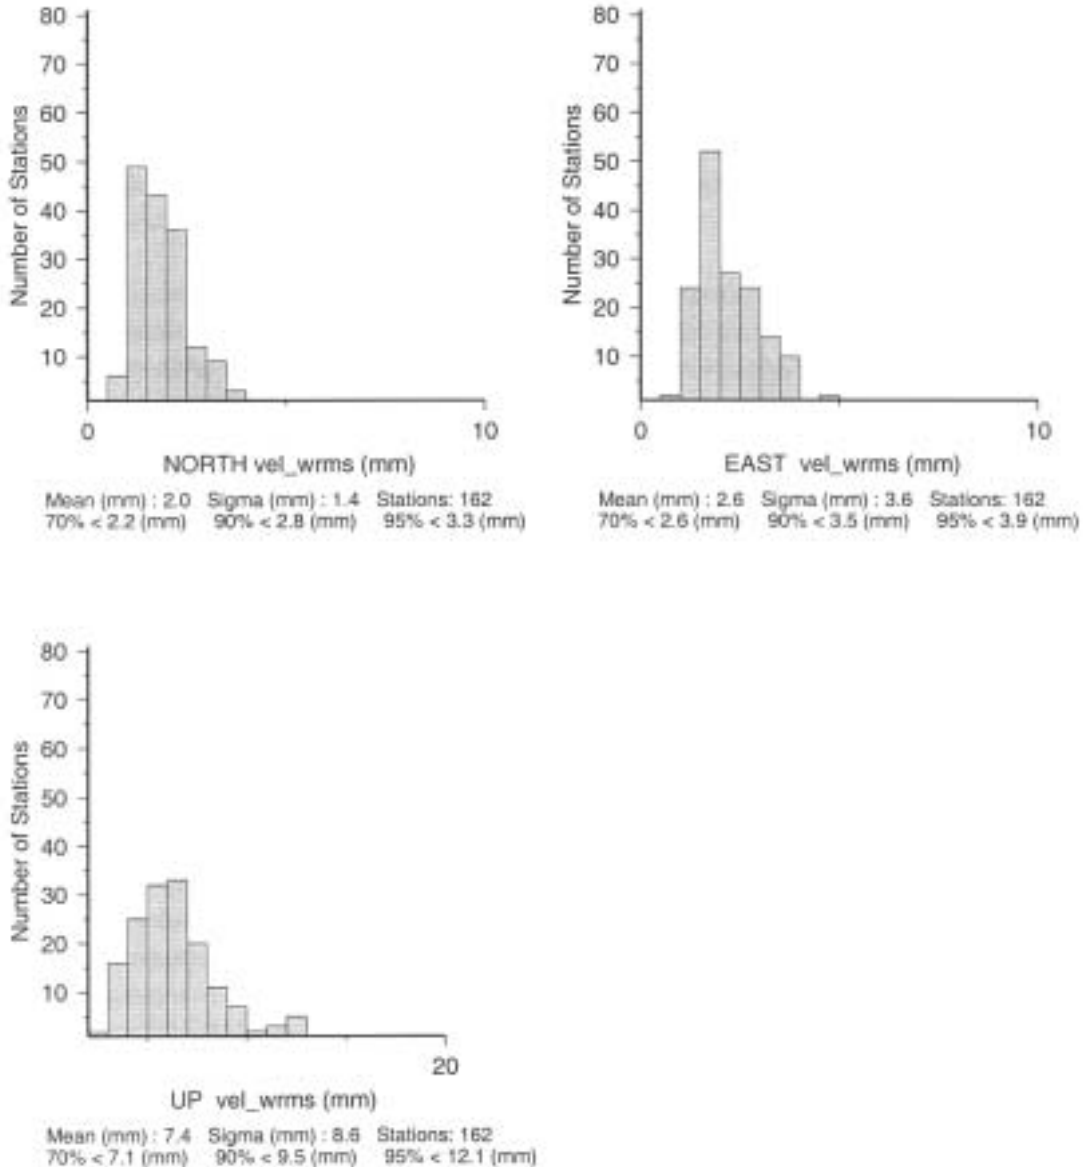 80
70
60
50
40
30
20
10
Number of Stations
0 10
NORTH vel_wrms (mm)
Mean (mm) : 2.0 Sigma (mm) : 1.4 Stations: 162
70% < 2.2 (mm) 90% < 2.8 (mm) 95% < 3.3 (mm)
80
70
60
50
40
30
20
10
Number of Stations
0 10
EAST vel_wrms (mm)
Mean (mm) : 2.6 Sigma (mm) : 3.6 Stations: 162
70% < 2.6 (mm) 90% < 3.5 (mm) 95% < 3.9 (mm)
80
70
60
50
40
30
20
10
Number of Stations
20
UP vel_wrms (mm)
Mean (mm) : 7.4 Sigma (mm) : 8.6 Stations: 162
70% < 7.1 (mm) 90% < 9.5 (mm) 95% < 12.1 (mm)